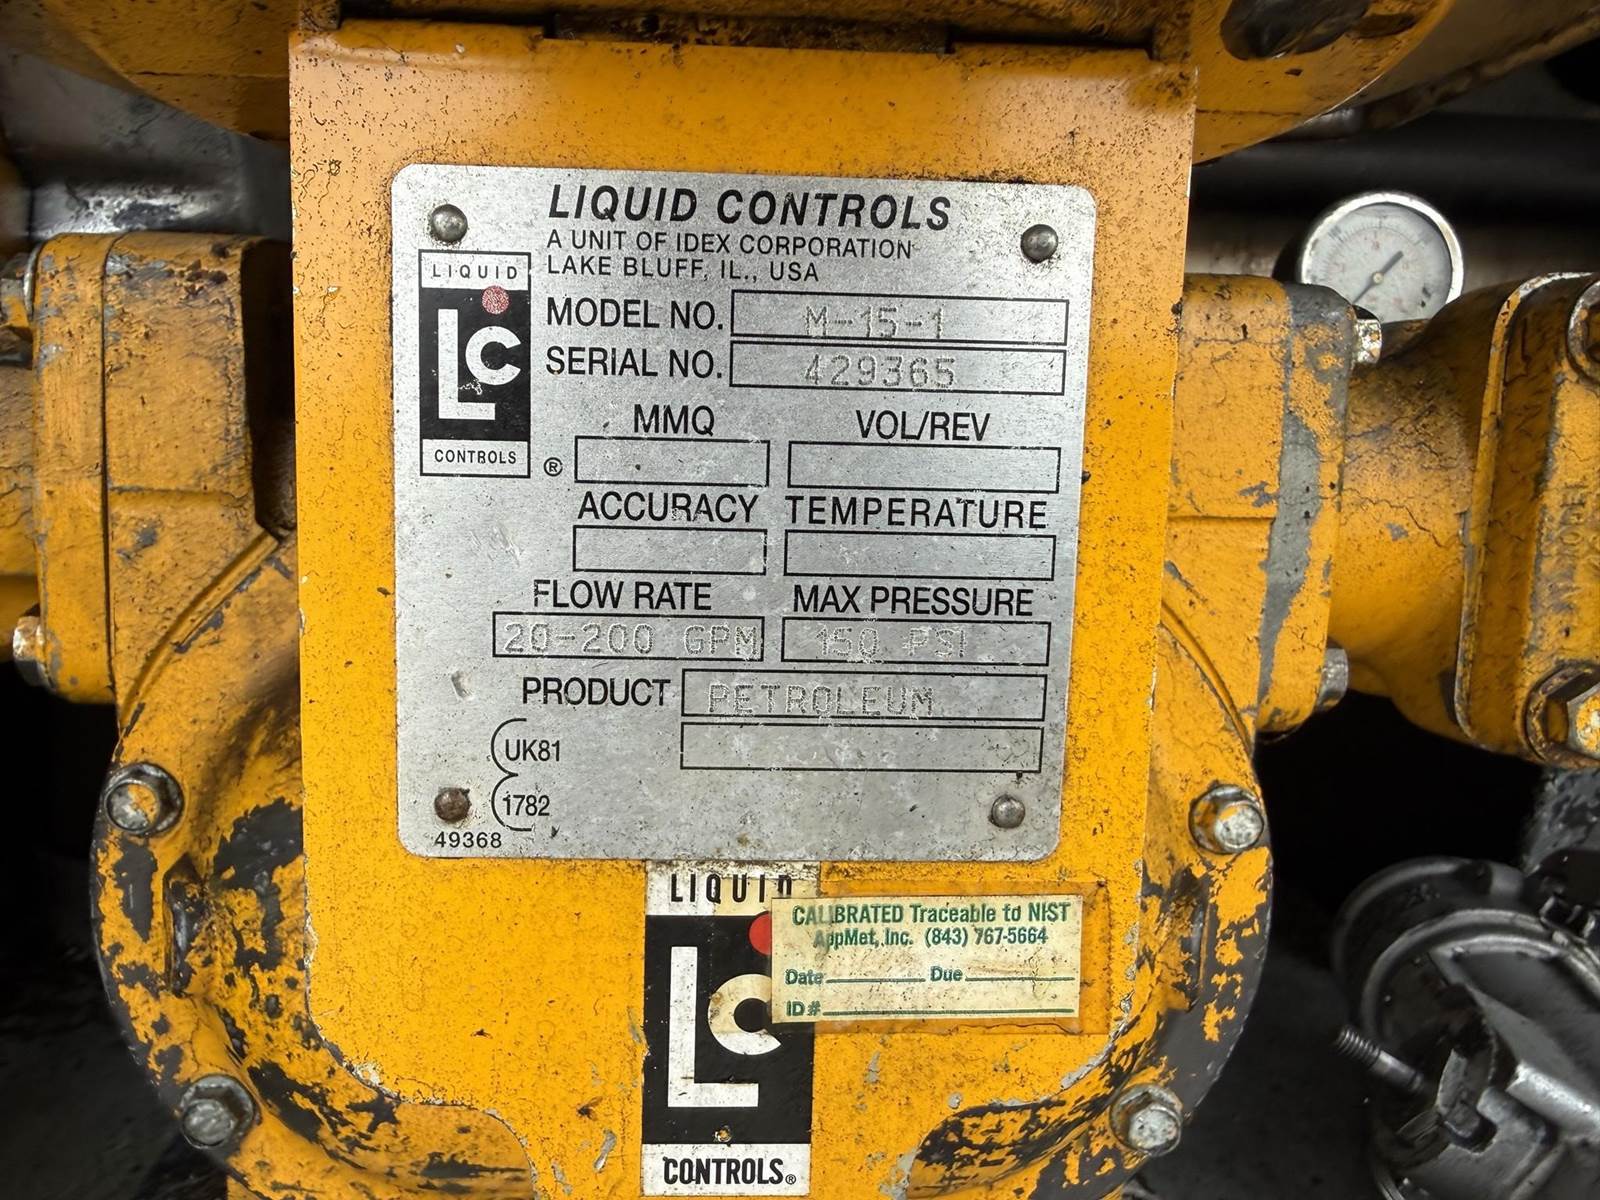 LIQUID CONTROLS
A UNIT OF IDEX CORPORATION
LAKE BLUFF, IL., USA
LIQUID
LC
CONTROLS
®
MODEL NO. M-15-1
SERIAL NO. 429365
MMQ VOL/REV
ACCURACY TEMPERATURE
FLOW RATE MAX PRESSURE
20-200 GPM 150 PSI
PRODUCT PETROLEUM
UK81
1782
49368
LIQUID
LC
CONTROLS®
CALIBRATED Traceable to NIST
AppMet, Inc. (843) 767-5664
Date Due
ID#